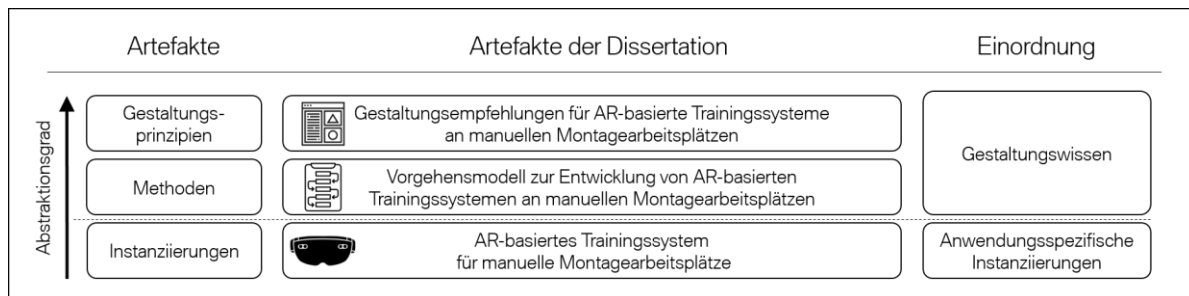 Artefakte
Artefakte der Dissertation
Einordnung
Abstraktionsgrad
Gestaltungs-
prinzipien
Gestaltungsempfehlungen für AR-basierte Trainingssysteme
an manuellen Montagearbeitsplätzen
Gestaltungswissen
Methoden
Vorgehensmodell zur Entwicklung von AR-basierten
Trainingssystemen an manuellen Montagearbeitsplätzen
Instanziierungen
AR-basiertes Trainingssystem
für manuelle Montagearbeitsplätze
Anwendungsspezifische
Instanziierungen